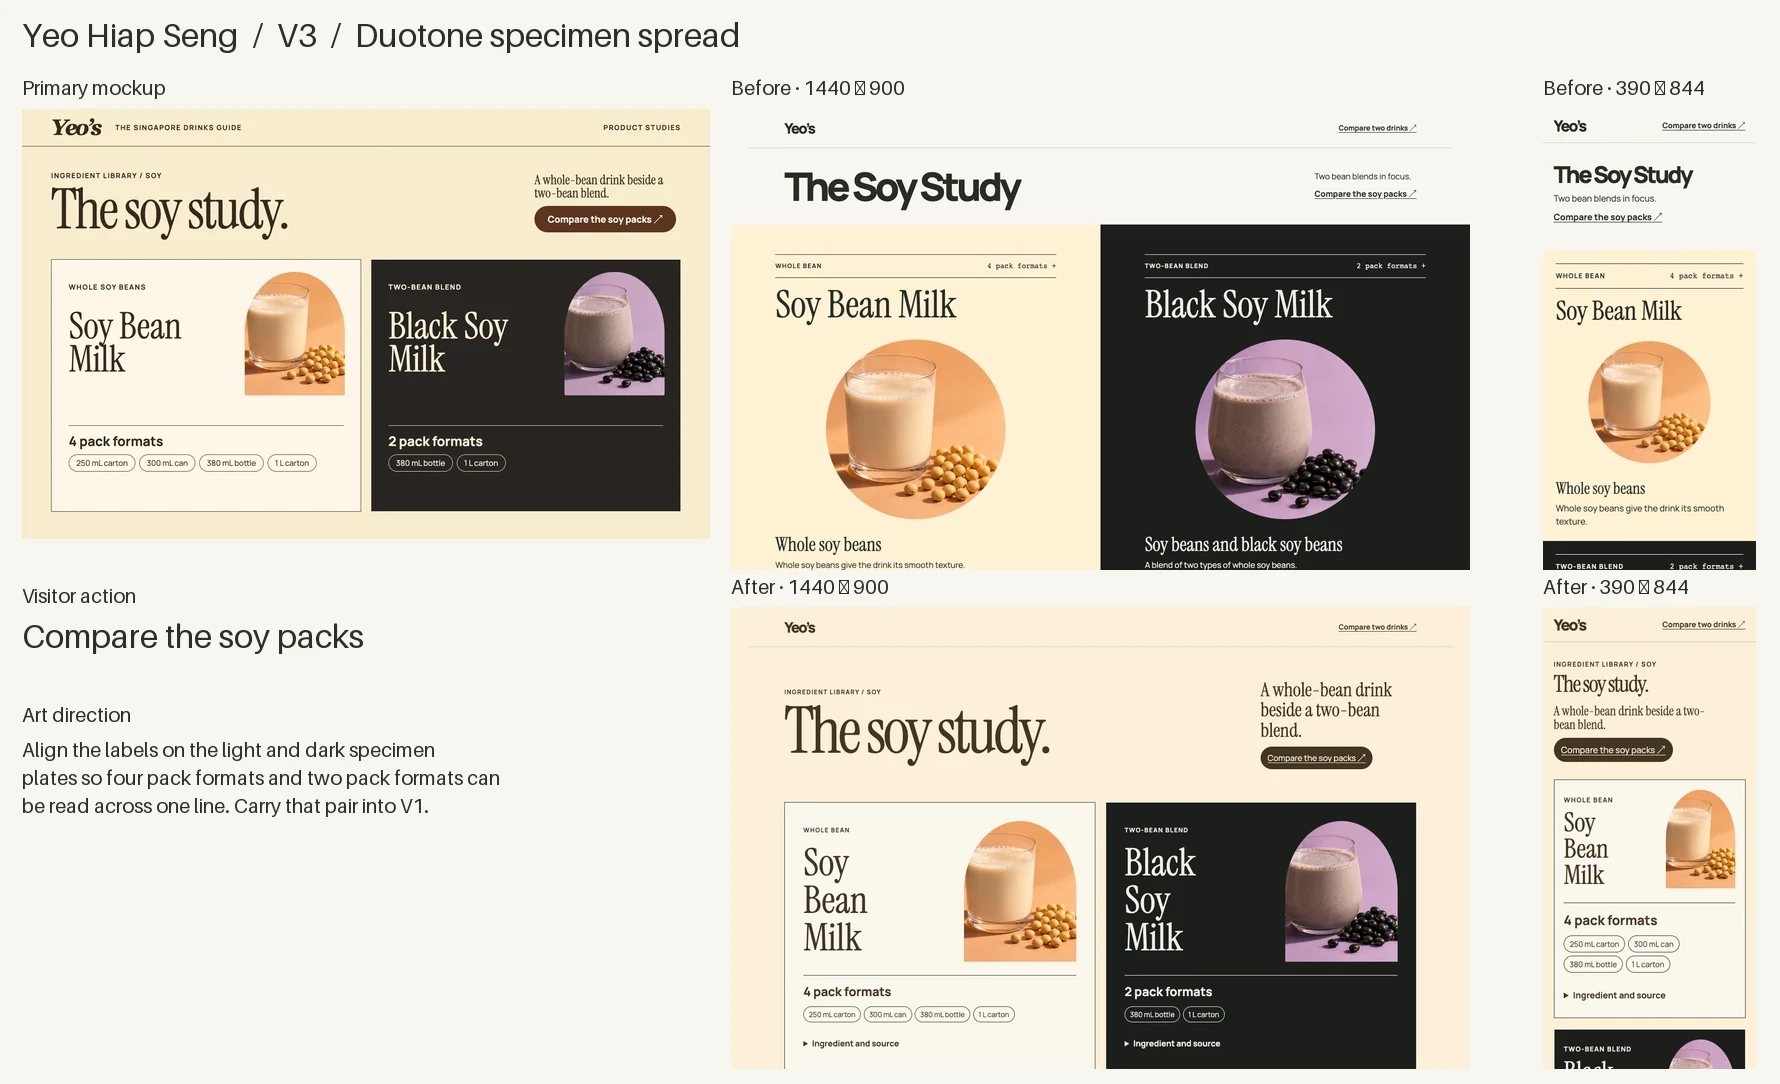 Yeo Hiap Seng / V3 / Duotone specimen spread
Primary mockup
Yeo's THE SINGAPORE DRINKS GUIDE PRODUCT STUDIES
INGREDIENT LIBRARY / SOY
The soy study.
A whole-bean drink beside a
two-bean blend.
Compare the soy packs ↗
WHOLE SOY BEANS
Soy Bean
Milk
4 pack formats
250 mL carton 300 mL can 380 mL bottle 1 L carton
TWO-BEAN BLEND
Black Soy
Milk
2 pack formats
380 mL bottle 1 L carton
Visitor action
Compare the soy packs
Art direction
Align the labels on the light and dark specimen
plates so four pack formats and two pack formats can
be read across one line. Carry that pair into V1.
Before · 1440 900
Yeo's Compare two drinks ↗
The Soy Study
Two bean blends in focus.
Compare the soy packs ↗
WHOLE BEAN 4 pack formats +
Soy Bean Milk
Whole soy beans
Whole soy beans give the drink its smooth texture.
TWO-BEAN BLEND 2 pack formats +
Black Soy Milk
Soy beans and black soy beans
A blend of two types of whole soy beans.
Before · 390 844
Yeo's Compare two drinks ↗
The Soy Study
Two bean blends in focus.
Compare the soy packs ↗
WHOLE BEAN 4 pack formats +
Soy Bean Milk
Whole soy beans
Whole soy beans give the drink its smooth
texture.
TWO-BEAN BLEND 2 pack formats +
After · 1440 900
Yeo's Compare two drinks ↗
INGREDIENT LIBRARY / SOY
The soy study.
A whole-bean drink
beside a two-bean
blend.
Compare the soy packs ↗
WHOLE BEAN
Soy
Bean
Milk
4 pack formats
250 mL carton 300 mL can 380 mL bottle 1 L carton
▶ Ingredient and source
TWO-BEAN BLEND
Black
Soy
Milk
2 pack formats
380 mL bottle 1 L carton
▶ Ingredient and source
After · 390 844
Yeo's Compare two drinks ↗
INGREDIENT LIBRARY / SOY
The soy study.
A whole-bean drink beside a two-
bean blend.
Compare the soy packs ↗
WHOLE BEAN
Soy
Bean
Milk
4 pack formats
250 mL carton 300 mL can
380 mL bottle 1 L carton
▶ Ingredient and source
TWO-BEAN BLEND
Black